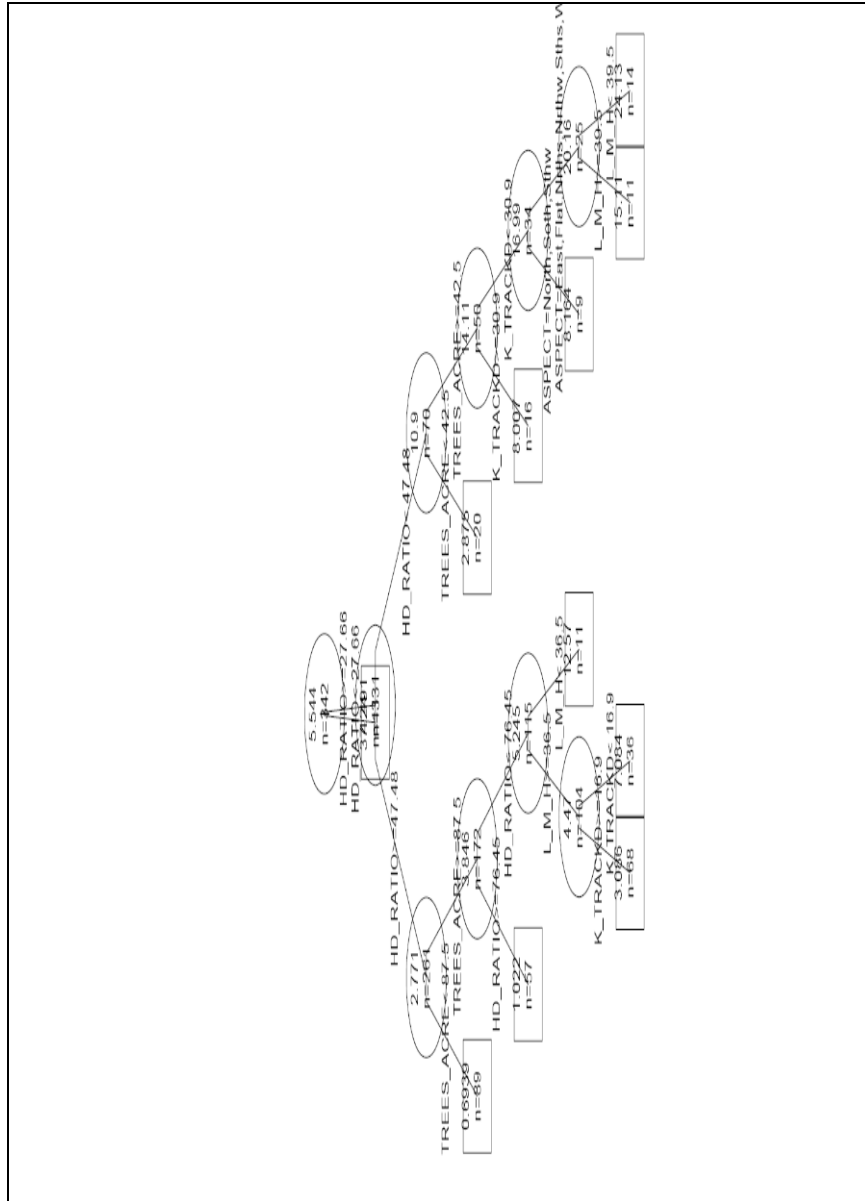 5.544
n=342
HD_RATIO>=27.66
HD_RATIO<27.66
HD_RATIO>=47.48
HD_RATIO<47.48
2.771
n=261
10.9
n=70
TREES_ACRE<87.5
TREES_ACRE>=87.5
TREES_ACRE<42.5
TREES_ACRE>=42.5
0.6939
n=89
3.846
n=172
2.875
n=20
14.11
n=50
HD_RATIO>=76.45
HD_RATIO<76.45
K_TRACKD>=30.9
K_TRACKD<30.9
1.022
n=57
5.245
n=115
8.007
n=16
16.99
n=34
L_M_H>=36.5
L_M_H<36.5
ASPECT=North,Soth,Sthw
ASPECT=East,Flat,Nrths,Nrthw,Sths,W
4.47
n=104
12.57
n=11
8.164
n=9
20.16
n=25
K_TRACKD>=16.9
K_TRACKD<16.9
L_M_H>=39.5
L_M_H<39.5
3.086
n=68
7.084
n=36
15.11
n=11
24.13
n=14